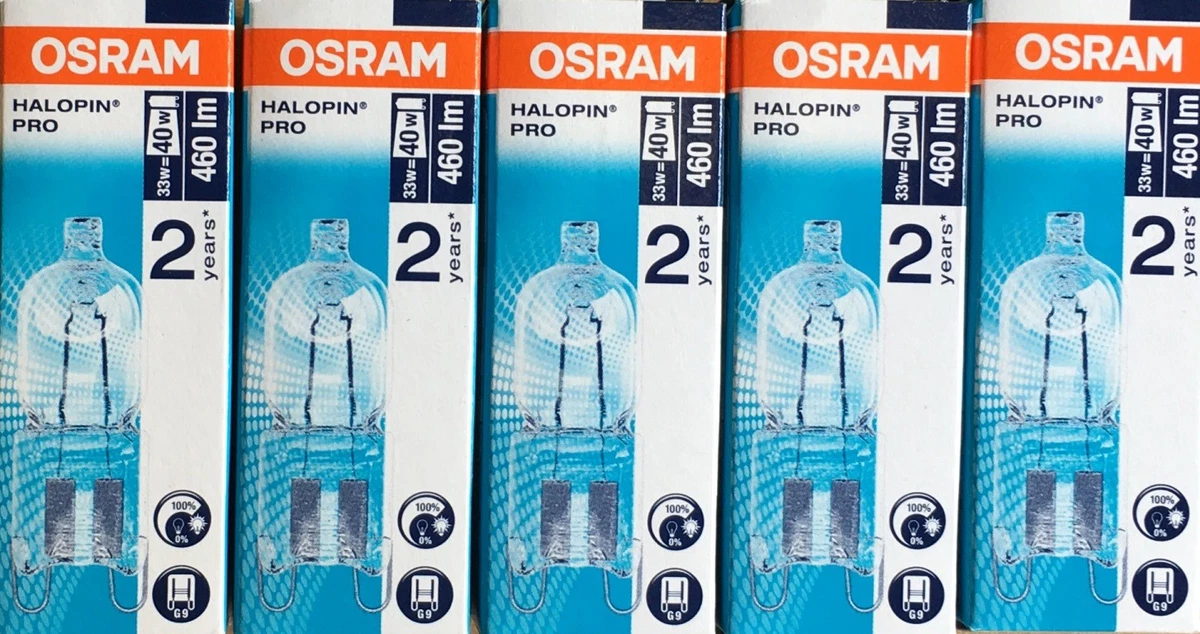 OSRAM
HALOPIN®
PRO
33w=40w
460 lm
2
years*
100%
0%
G9
OSRAM
HALOPIN®
PRO
33w=40w
460 lm
2
years*
100%
0%
G9
OSRAM
HALOPIN®
PRO
33w=40w
460 lm
2
years*
100%
0%
G9
OSRAM
HALOPIN®
PRO
33w=40w
460 lm
2
years*
100%
0%
G9
OSRAM
HALOPIN®
PRO
33w=40w
460 lm
2
years*
100%
0%
G9